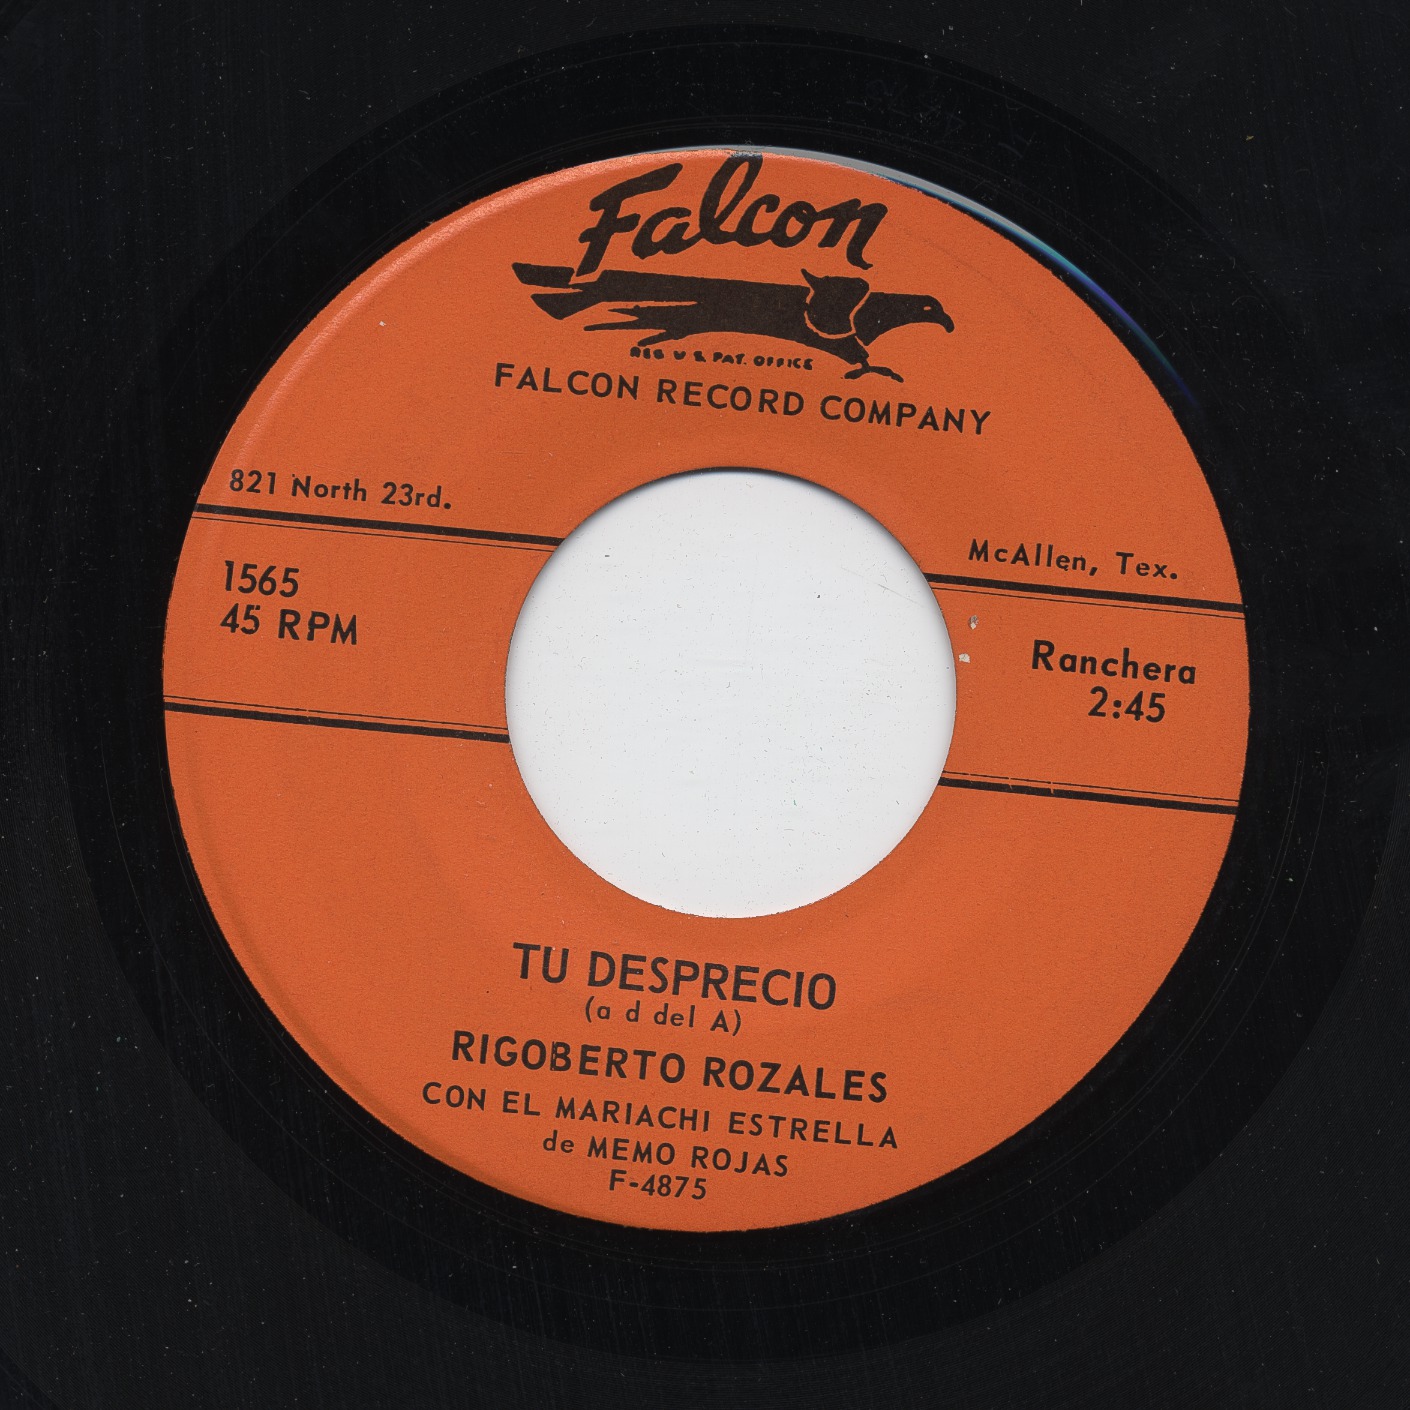 Falcon
REG U S PAT. OFFICE
FALCON RECORD COMPANY
821 North 23rd.
McAllen, Tex.
1565
45 RPM
Ranchera
2:45
TU DESPRECIO
(a d del A)
RIGOBERTO ROZALES
CON EL MARIACHI ESTRELLA
de MEMO ROJAS
F-4875